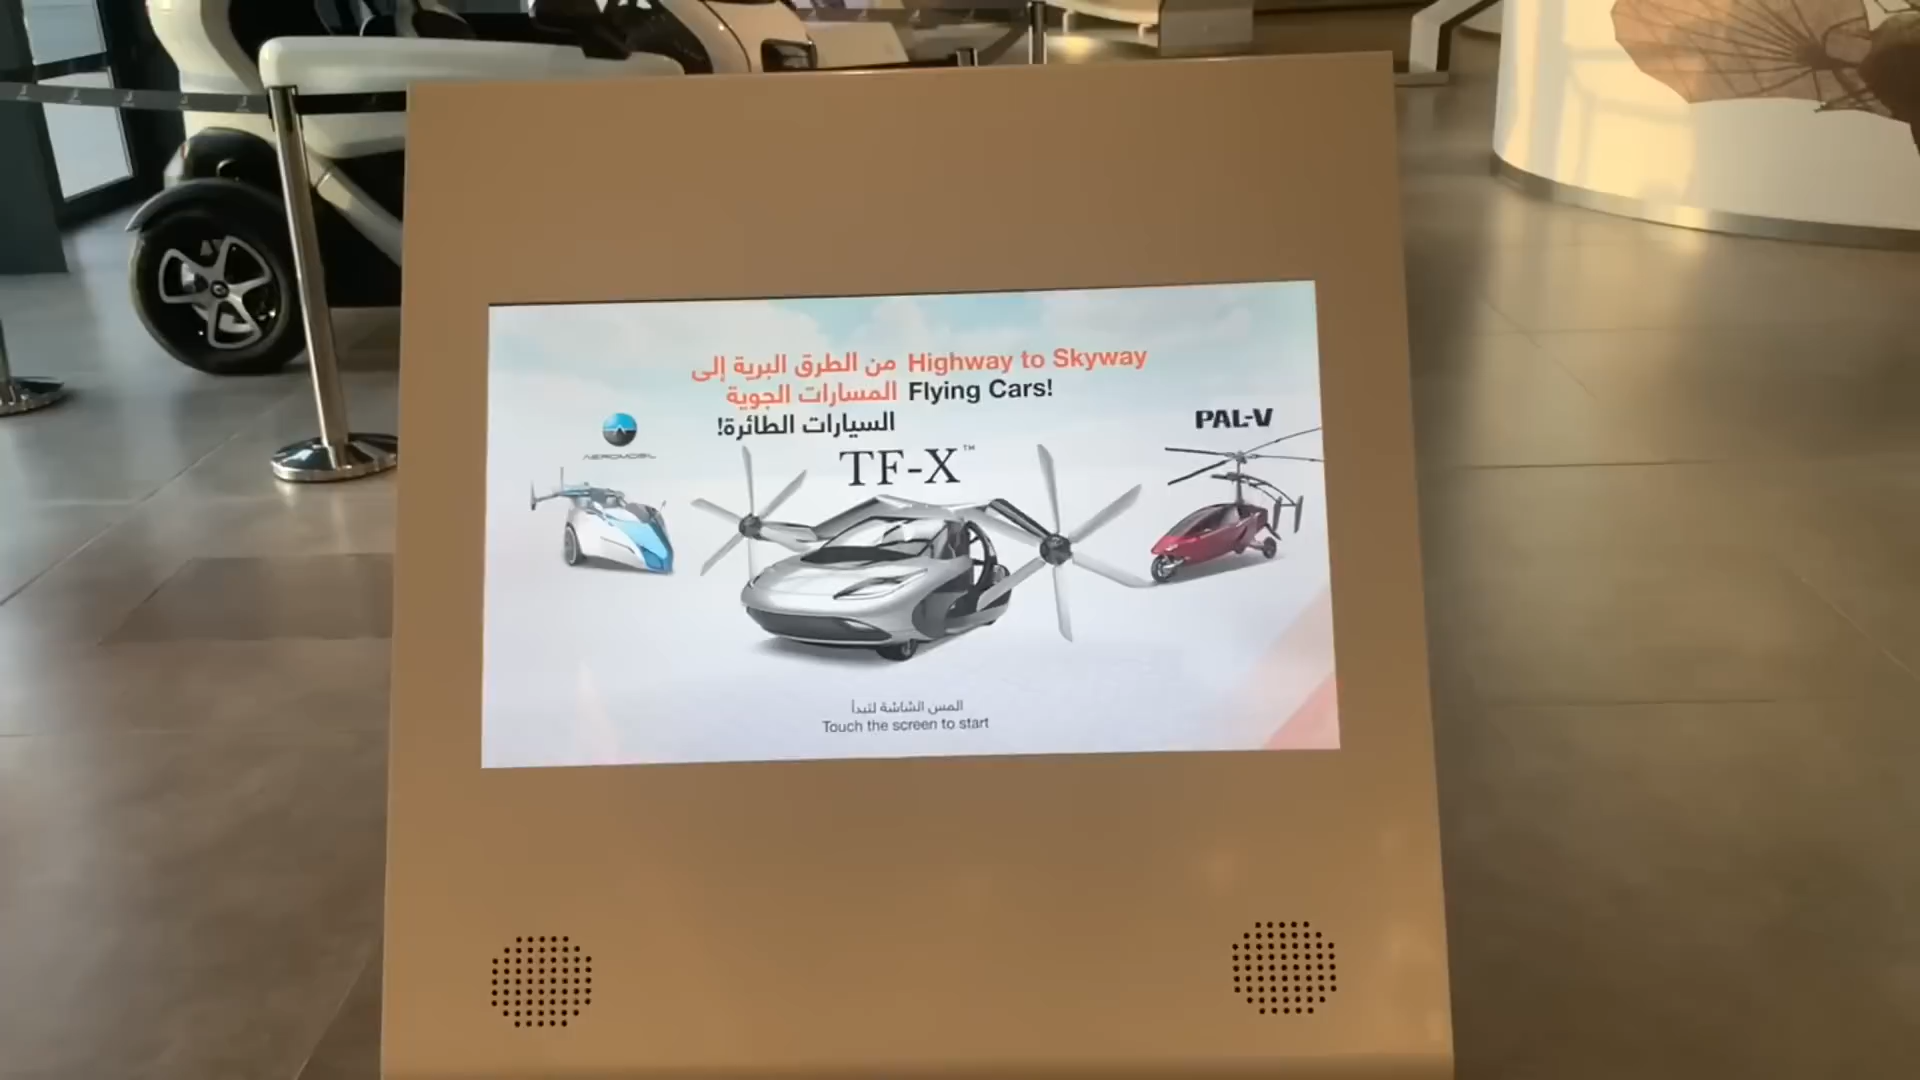 من الطرق البرية إلى
المسارات الجوية
السيارات الطائرة!
Highway to Skyway
Flying Cars!
AEROMOBIL
TF-X™
PAL-V
المس الشاشة لتبدأ
Touch the screen to start